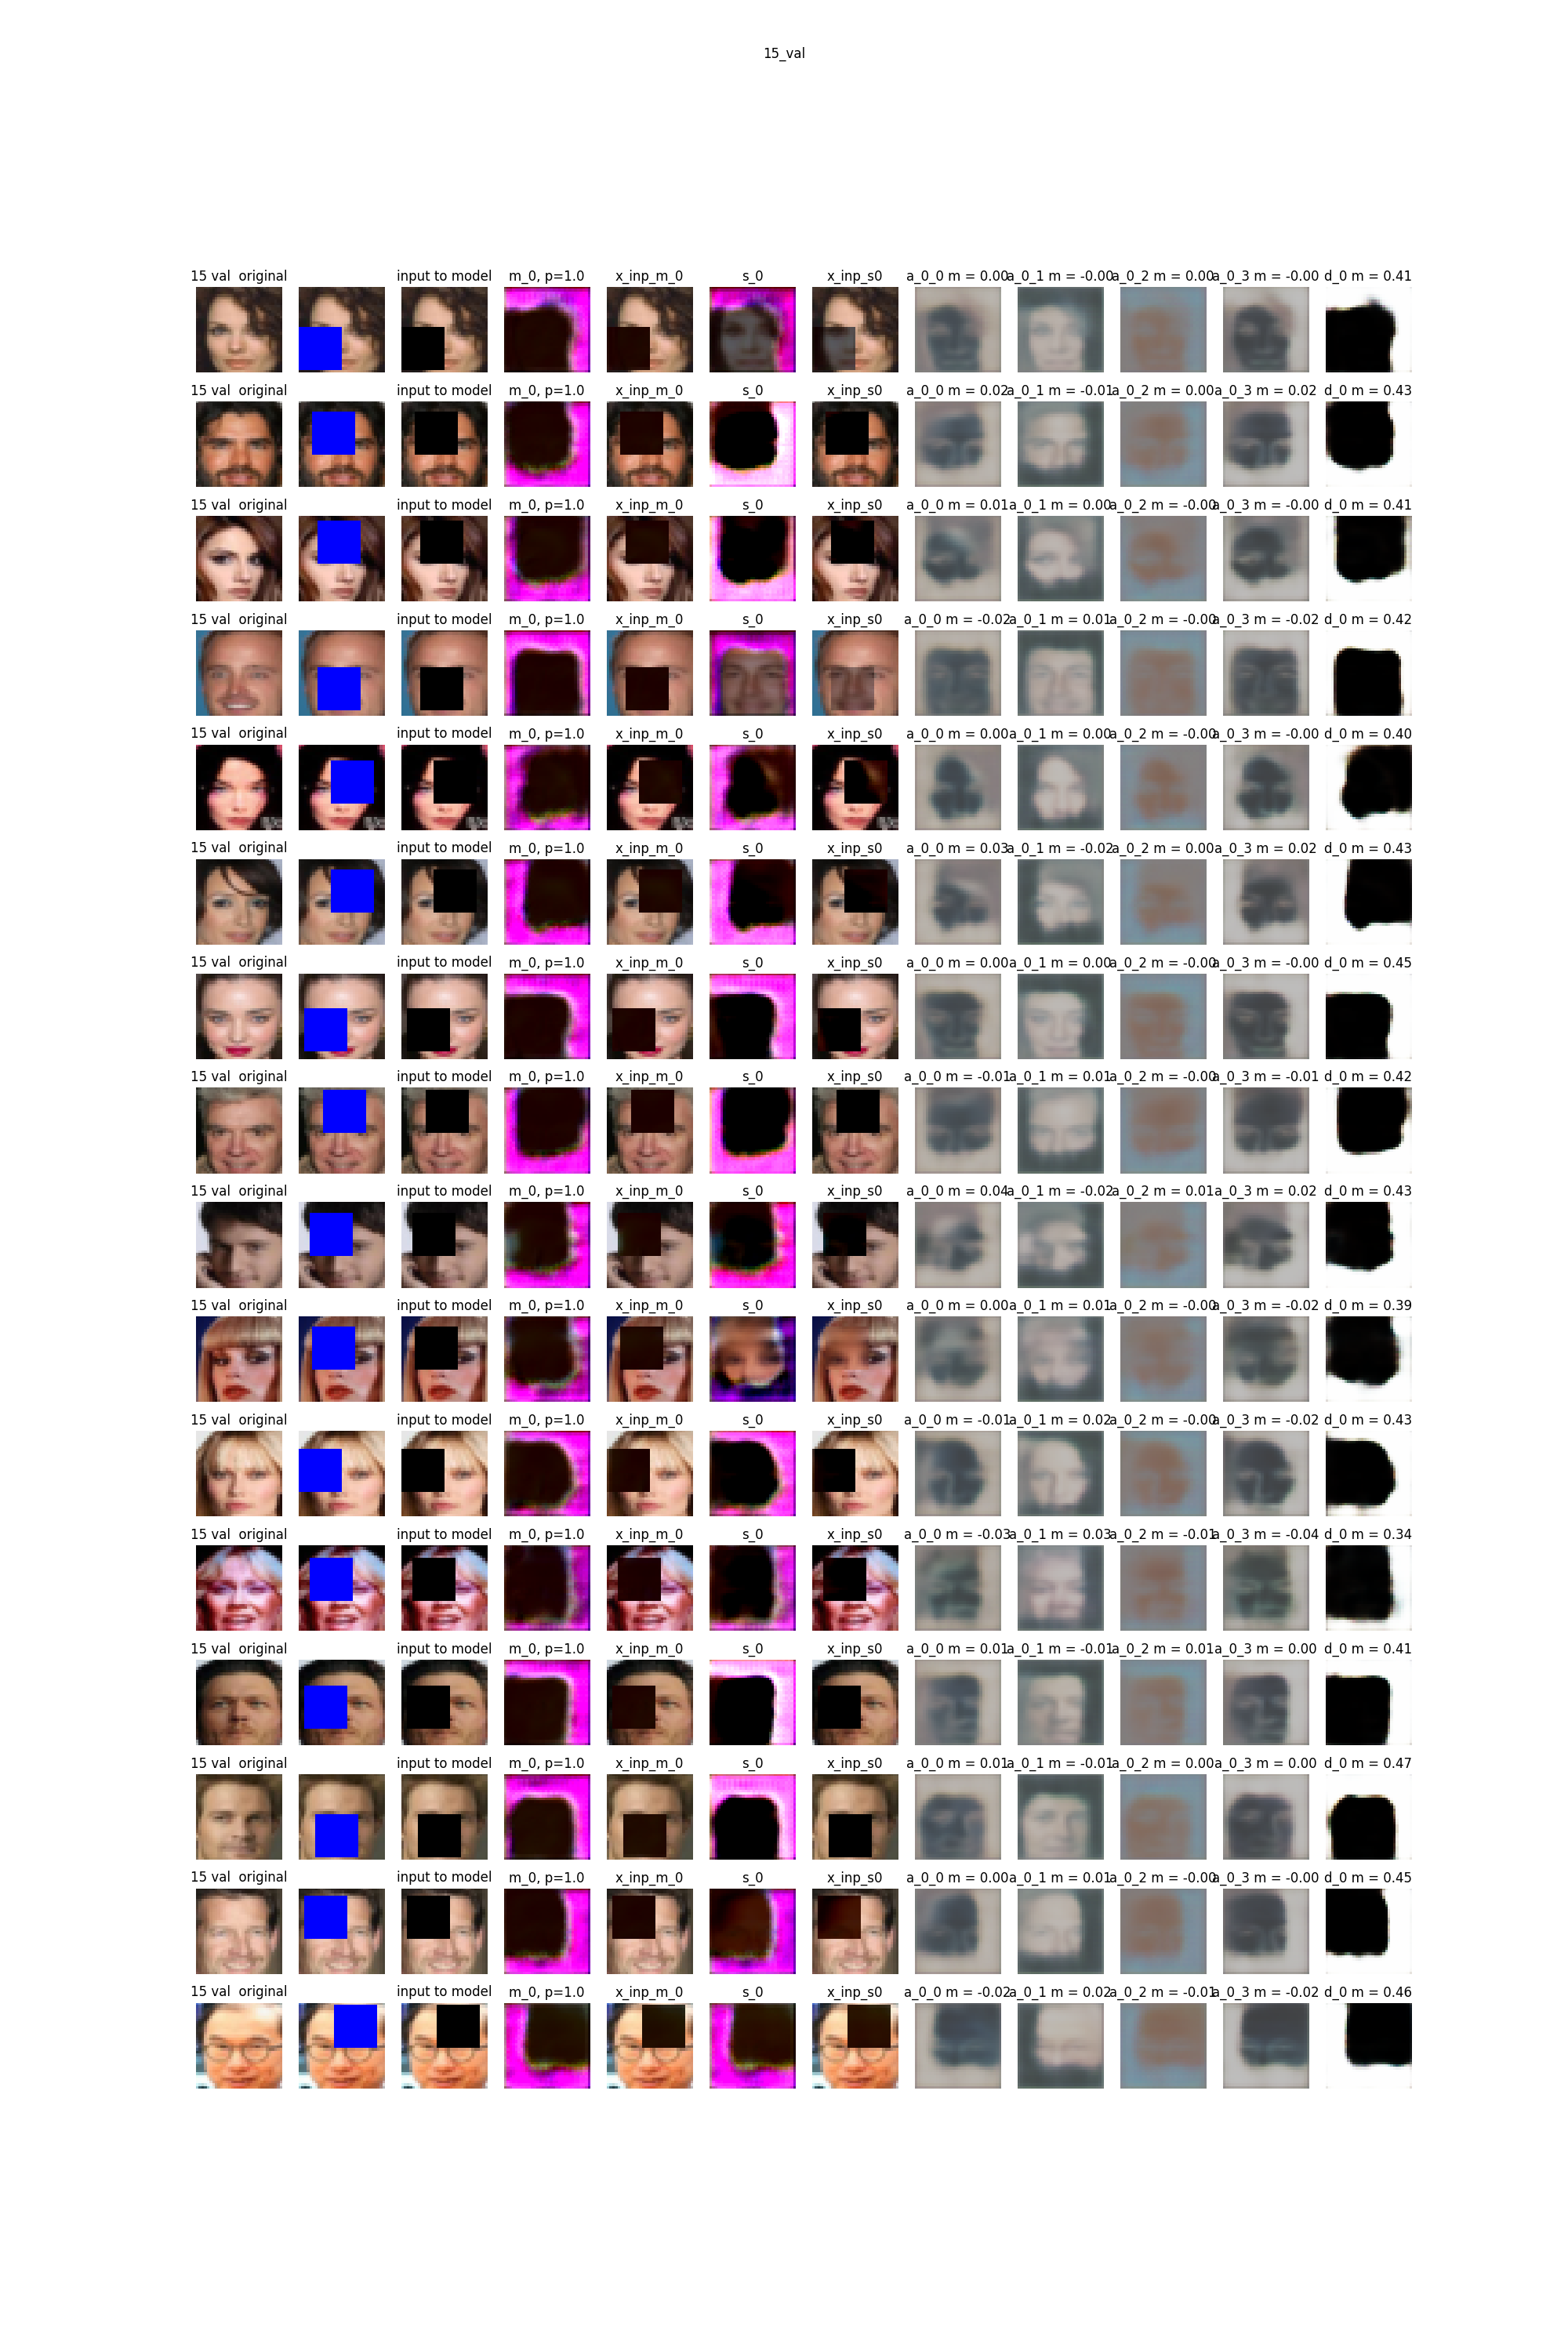 15_val
15 val original input to model m_0, p=1.0 x_inp_m_0 s_0 x_inp_s0 a_0_0 m = 0.00 a_0_1 m = -0.00 a_0_2 m = 0.00 a_0_3 m = -0.00 d_0 m = 0.41
15 val original input to model m_0, p=1.0 x_inp_m_0 s_0 x_inp_s0 a_0_0 m = 0.02 a_0_1 m = -0.01 a_0_2 m = 0.00 a_0_3 m = 0.02 d_0 m = 0.43
15 val original input to model m_0, p=1.0 x_inp_m_0 s_0 x_inp_s0 a_0_0 m = 0.01 a_0_1 m = 0.00 a_0_2 m = -0.00 a_0_3 m = -0.00 d_0 m = 0.41
15 val original input to model m_0, p=1.0 x_inp_m_0 s_0 x_inp_s0 a_0_0 m = -0.02 a_0_1 m = 0.01 a_0_2 m = -0.00 a_0_3 m = -0.02 d_0 m = 0.42
15 val original input to model m_0, p=1.0 x_inp_m_0 s_0 x_inp_s0 a_0_0 m = 0.00 a_0_1 m = 0.00 a_0_2 m = -0.00 a_0_3 m = -0.00 d_0 m = 0.40
15 val original input to model m_0, p=1.0 x_inp_m_0 s_0 x_inp_s0 a_0_0 m = 0.03 a_0_1 m = -0.02 a_0_2 m = 0.00 a_0_3 m = 0.02 d_0 m = 0.43
15 val original input to model m_0, p=1.0 x_inp_m_0 s_0 x_inp_s0 a_0_0 m = 0.00 a_0_1 m = 0.00 a_0_2 m = -0.00 a_0_3 m = -0.00 d_0 m = 0.45
15 val original input to model m_0, p=1.0 x_inp_m_0 s_0 x_inp_s0 a_0_0 m = -0.01 a_0_1 m = 0.01 a_0_2 m = -0.00 a_0_3 m = -0.01 d_0 m = 0.42
15 val original input to model m_0, p=1.0 x_inp_m_0 s_0 x_inp_s0 a_0_0 m = 0.04 a_0_1 m = -0.02 a_0_2 m = 0.01 a_0_3 m = 0.02 d_0 m = 0.43
15 val original input to model m_0, p=1.0 x_inp_m_0 s_0 x_inp_s0 a_0_0 m = 0.00 a_0_1 m = 0.01 a_0_2 m = -0.00 a_0_3 m = -0.02 d_0 m = 0.39
15 val original input to model m_0, p=1.0 x_inp_m_0 s_0 x_inp_s0 a_0_0 m = -0.01 a_0_1 m = 0.02 a_0_2 m = -0.00 a_0_3 m = -0.02 d_0 m = 0.43
15 val original input to model m_0, p=1.0 x_inp_m_0 s_0 x_inp_s0 a_0_0 m = -0.03 a_0_1 m = 0.03 a_0_2 m = -0.01 a_0_3 m = -0.04 d_0 m = 0.34
15 val original input to model m_0, p=1.0 x_inp_m_0 s_0 x_inp_s0 a_0_0 m = 0.01 a_0_1 m = -0.01 a_0_2 m = 0.01 a_0_3 m = 0.00 d_0 m = 0.41
15 val original input to model m_0, p=1.0 x_inp_m_0 s_0 x_inp_s0 a_0_0 m = 0.01 a_0_1 m = -0.01 a_0_2 m = 0.00 a_0_3 m = 0.00 d_0 m = 0.47
15 val original input to model m_0, p=1.0 x_inp_m_0 s_0 x_inp_s0 a_0_0 m = 0.00 a_0_1 m = 0.01 a_0_2 m = -0.00 a_0_3 m = -0.00 d_0 m = 0.45
15 val original input to model m_0, p=1.0 x_inp_m_0 s_0 x_inp_s0 a_0_0 m = -0.02 a_0_1 m = 0.02 a_0_2 m = -0.01 a_0_3 m = -0.02 d_0 m = 0.46